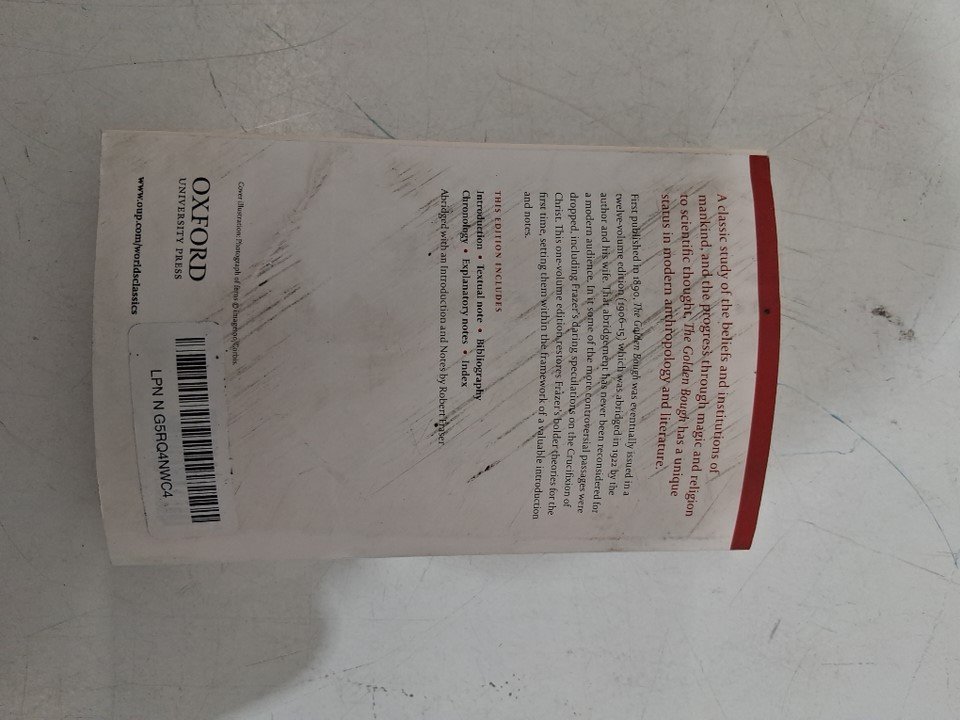 A classic study of the beliefs and institutions of
mankind, and the progress through magic and religion
to scientific thought, The Golden Bough has a unique
status in modern anthropology and literature.
First published in 1890, The Golden Bough was eventually issued in a
twelve-volume edition (1906–15) which was abridged in 1922 by the
author and his wife. That abridgement has never been reconsidered for
a modern audience. In it some of the more controversial passages were
dropped, including Frazer's daring speculations on the Crucifixion of
Christ. This one-volume edition restores Frazer's bolder theories for the
first time, setting them within the framework of a valuable introduction
and notes.
THIS EDITION INCLUDES
Introduction • Textual note • Bibliography
Chronology • Explanatory notes • Index
Abridged with an Introduction and Notes by Robert Fraser
Cover illustration: Photograph of ferns © Corbis.
OXFORD
UNIVERSITY PRESS
www.oup.com/worldsclassics
LPN N G5RQ4NWC4